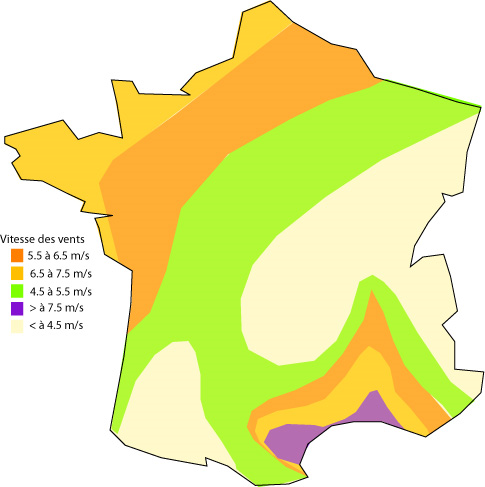 Vitesse des vents
5.5 à 6.5 m/s
6.5 à 7.5 m/s
4.5 à 5.5 m/s
> à 7.5 m/s
< à 4.5 m/s